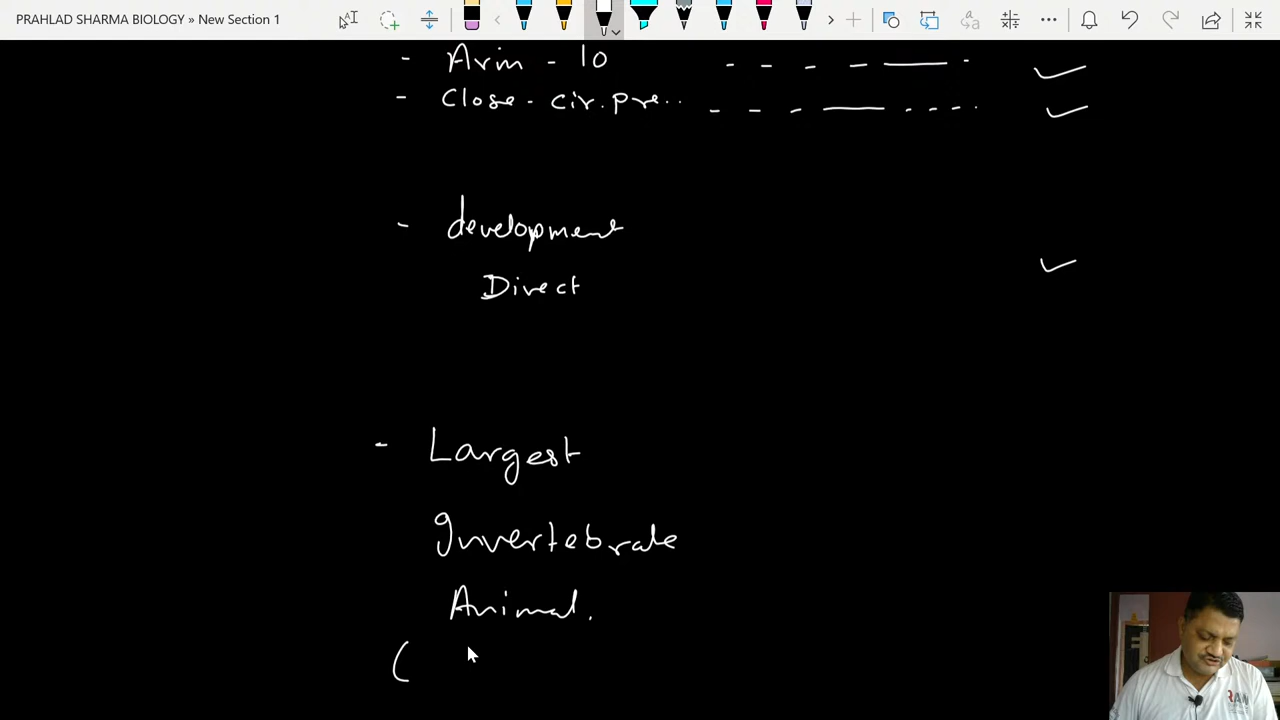 PRAHLAD SHARMA BIOLOGY » New Section 1
- Arm - 10 - - - - — -
- Close - cir. pre.. - - - — - - - -
- development
Direct
- Largest
Invertebrate
Animal.
(